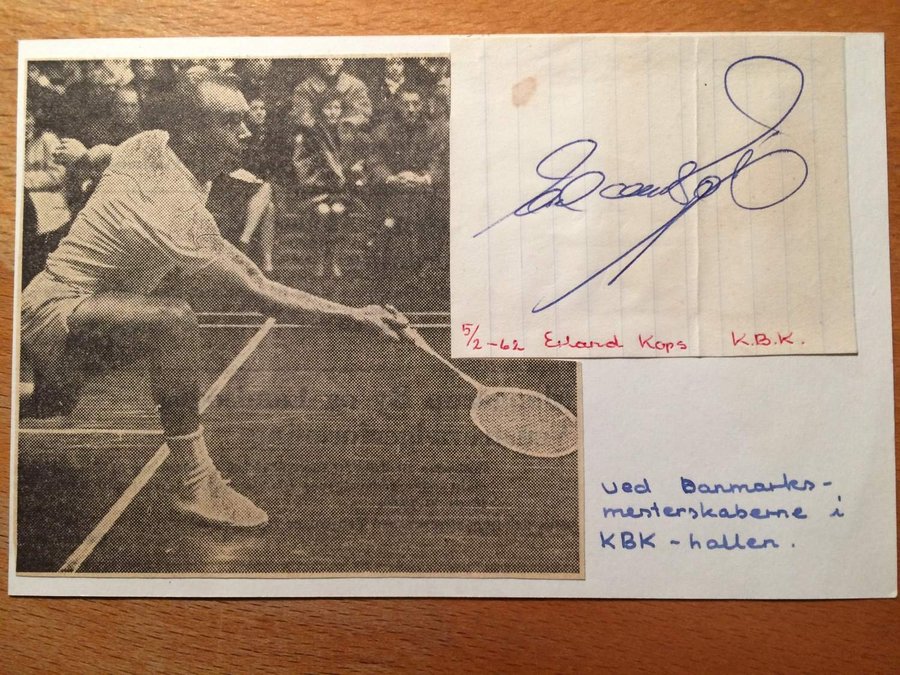 5/2-62 Erland Kops K.B.K.
ved Danmarks-
mesterskaberne i
KBK-hallen.